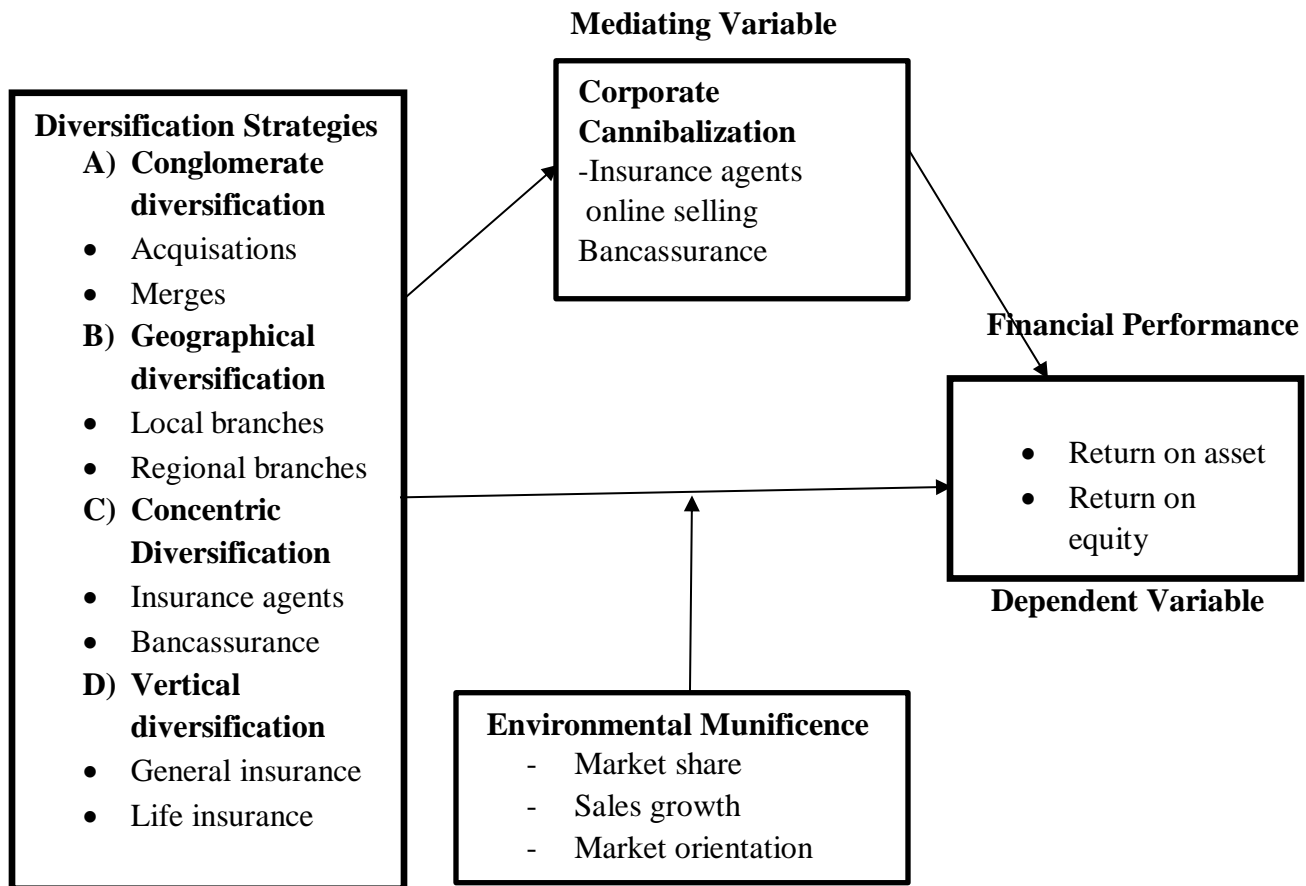 Mediating Variable
Diversification Strategies
A) Conglomerate
diversification
• Acquisations
• Merges
B) Geographical
diversification
• Local branches
• Regional branches
C) Concentric
Diversification
• Insurance agents
• Bancassurance
D) Vertical
diversification
• General insurance
• Life insurance
Corporate
Cannibalization
-Insurance agents
online selling
Bancassurance
Financial Performance
• Return on asset
• Return on
equity
Dependent Variable
Environmental Munificence
- Market share
- Sales growth
- Market orientation